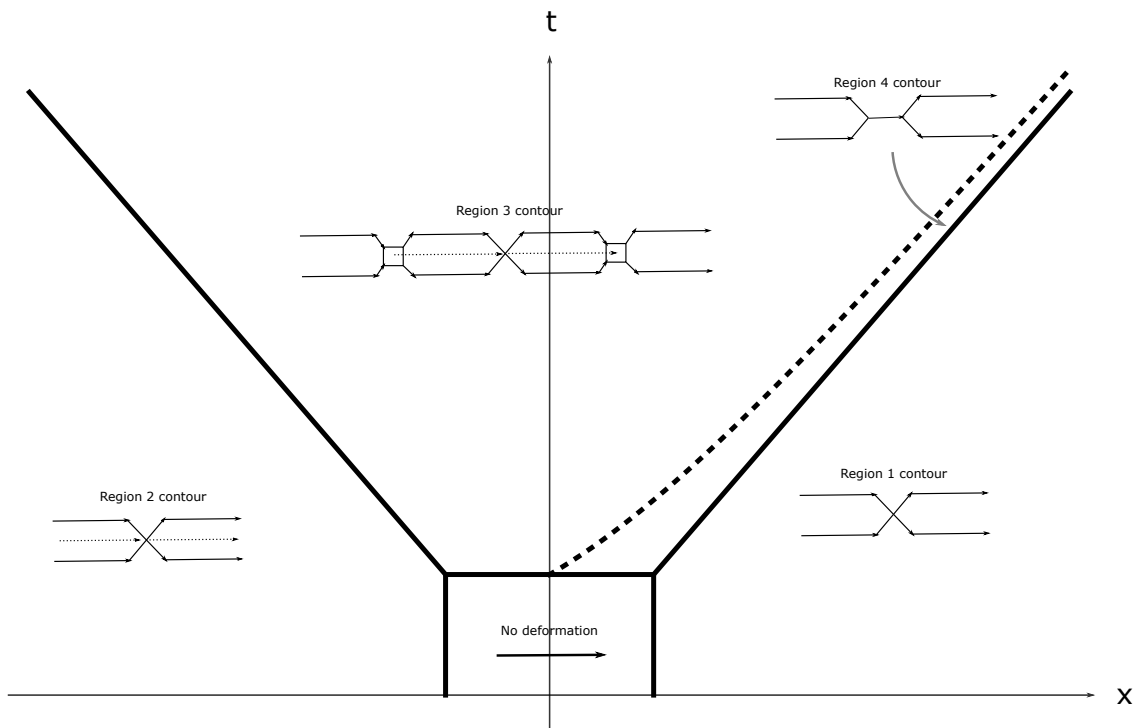 t
Region 4 contour
Region 3 contour
Region 1 contour
Region 2 contour
No deformation
x